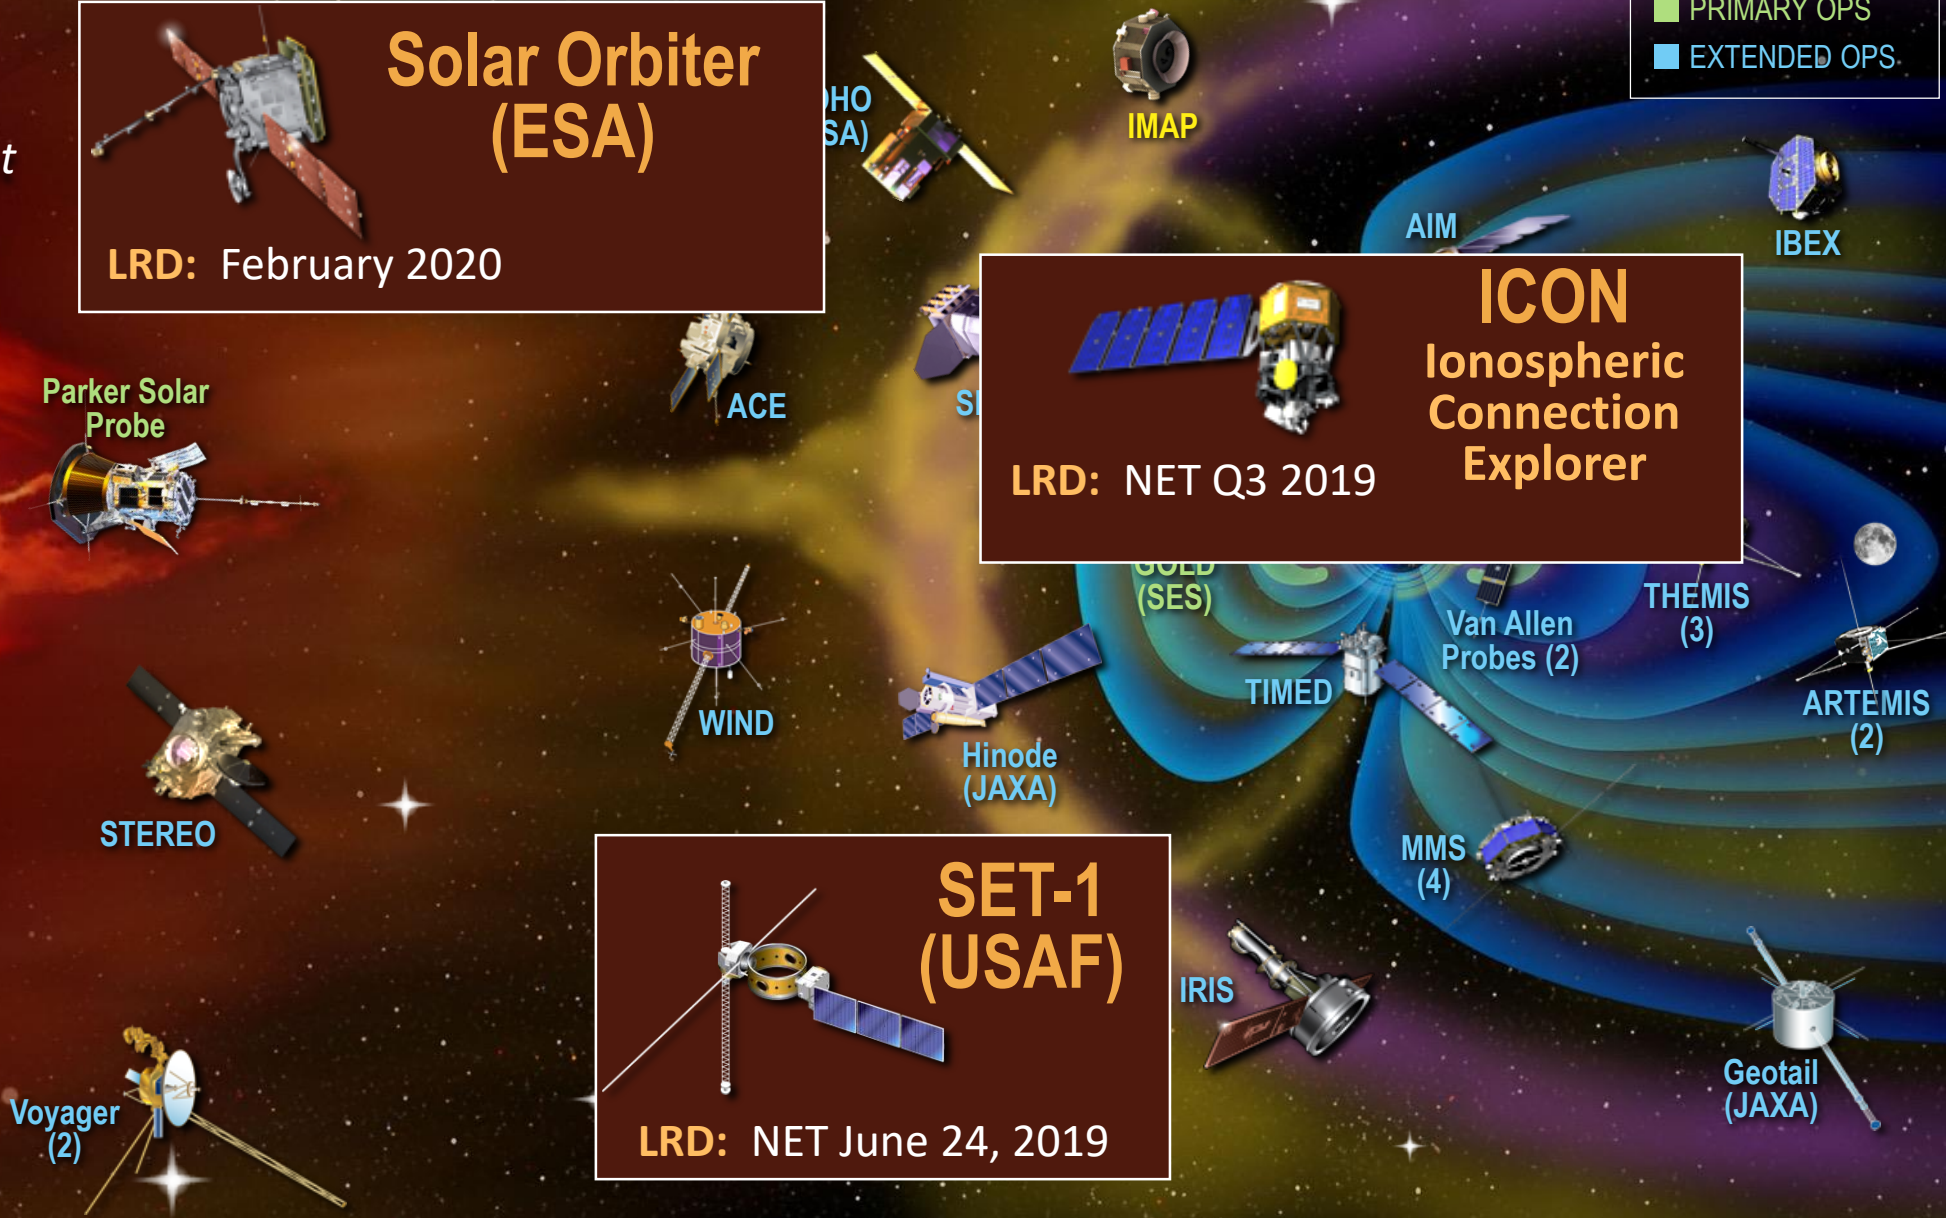 PRIMARY OPS
EXTENDED OPS
Solar Orbiter
(ESA)
LRD: February 2020
IMAP
AIM
IBEX
ICON
Ionospheric
Connection
Explorer
LRD: NET Q3 2019
Parker Solar
Probe
ACE
GOLD
(SES)
THEMIS
(3)
Van Allen
Probes (2)
TIMED
ARTEMIS
(2)
WIND
Hinode
(JAXA)
STEREO
MMS
(4)
SET-1
(USAF)
LRD: NET June 24, 2019
IRIS
Geotail
(JAXA)
Voyager
(2)